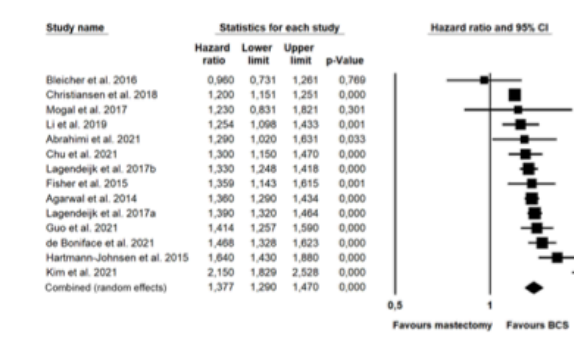 Study name Statistics for each study Hazard ratio and 95% CI
Hazard Lower Upper
ratio limit limit p-Value
Bleicher et al. 2016 0,960 0,731 1,261 0,769
Christiansen et al. 2018 1,200 1,151 1,251 0,000
Mogal et al. 2017 1,230 0,831 1,821 0,301
Li et al. 2019 1,254 1,098 1,433 0,001
Abrahimi et al. 2021 1,290 1,020 1,631 0,033
Chu et al. 2021 1,300 1,150 1,470 0,000
Lagendeijk et al. 2017b 1,330 1,248 1,418 0,000
Fisher et al. 2015 1,359 1,143 1,615 0,001
Agarwal et al. 2014 1,360 1,290 1,434 0,000
Lagendeijk et al. 2017a 1,390 1,320 1,464 0,000
Guo et al. 2021 1,414 1,257 1,590 0,000
de Boniface et al. 2021 1,468 1,328 1,623 0,000
Hartmann-Johnsen et al. 2015 1,640 1,430 1,880 0,000
Kim et al. 2021 2,150 1,829 2,528 0,000
Combined (random effects) 1,377 1,290 1,470 0,000
0,5 1
Favours mastectomy Favours BCS